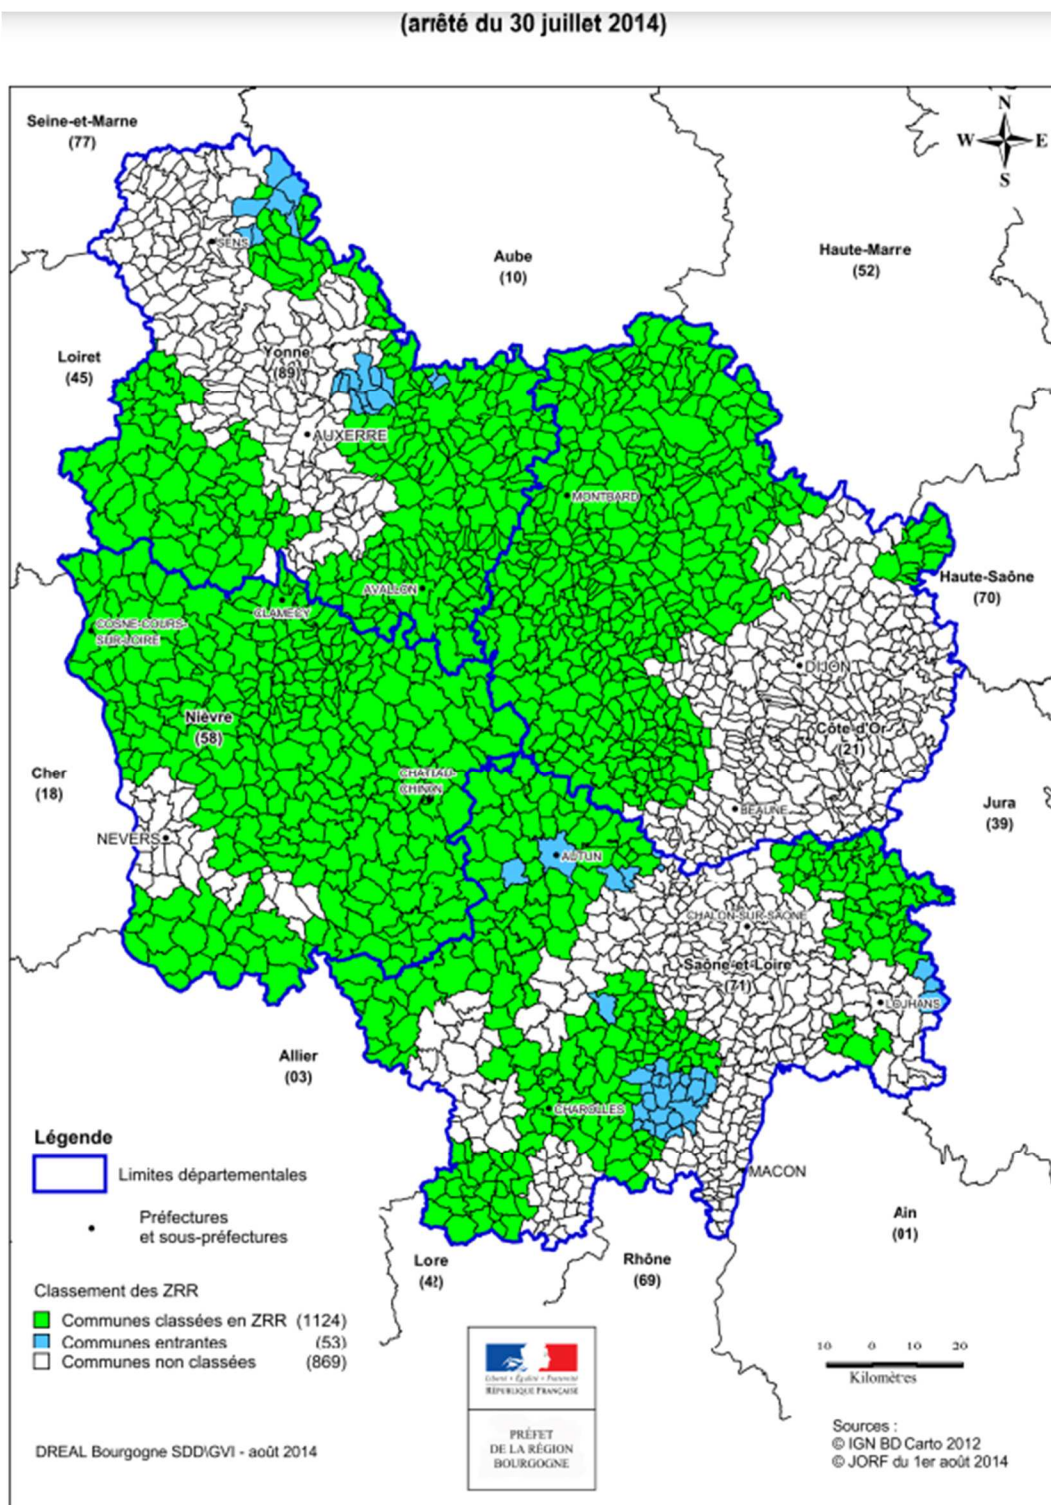 (arrêté du 30 juillet 2014)
Seine-et-Marne
(77)
N
W
E
S
SENS
Aube
(10)
Haute-Marre
(52)
Loiret
(45)
Yonne
(89)
AUXERRE
MONTBARD
Haute-Saône
(70)
AVALLON
CLAMECY
COSNE-COURS-
SUR-LOIRE
DIJON
Nièvre
(58)
Côte-d'Or
(21)
Cher
(18)
CHATEAU-
CHINON
BEAUNE
Jura
(39)
NEVERS
AUTUN
CHALON-SUR-SAONE
Saône-et-Loire
(71)
LOUHANS
Allier
(03)
CHAROLLES
MACON
Légende
Limites départementales
Préfectures
et sous-préfectures
Ain
(01)
Lore
(42)
Rhône
(69)
Classement des ZRR
Communes classées en ZRR (1124)
Communes entrantes (53)
Communes non classées (869)
Liberté • Égalité • Fraternité
RÉPUBLIQUE FRANÇAISE
PRÉFET
DE LA RÉGION
BOURGOGNE
10 0 10 20
Kilomètres
DREAL Bourgogne SDD\GVI - août 2014
Sources :
© IGN BD Carto 2012
© JORF du 1er août 2014